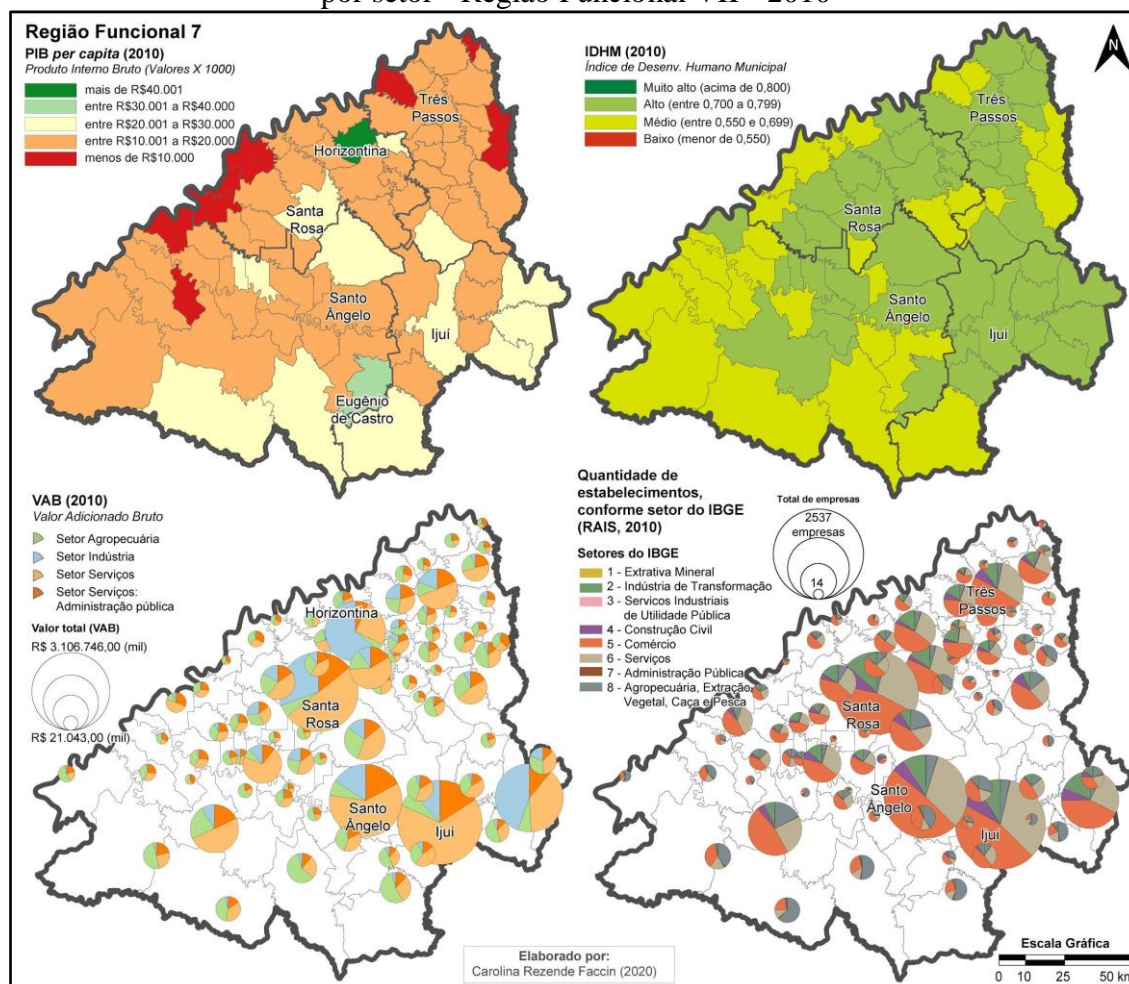 por setor - Região Funcional VII - 2010
Região Funcional 7
PIB per capita (2010)
Produto Interno Bruto (Valores X 1000)
mais de R$40.001
entre R$30.001 a R$40.000
entre R$20.001 a R$30.000
entre R$10.001 a R$20.000
menos de R$10.000
Três
Passos
Horizontina
Santa
Rosa
Santo
Ângelo
Ijuí
Eugênio
de Castro
IDHM (2010)
Índice de Desenv. Humano Municipal
Muito alto (acima de 0,800)
Alto (entre 0,700 a 0,799)
Médio (entre 0,550 e 0,699)
Baixo (menor de 0,550)
N
Três
Passos
Santa
Rosa
Santo
Ângelo
Ijuí
VAB (2010)
Valor Adicionado Bruto
Setor Agropecuária
Setor Indústria
Setor Serviços
Setor Serviços:
Administração pública
Valor total (VAB)
R$ 3.106.746,00 (mil)
R$ 21.043,00 (mil)
Horizontina
Santa
Rosa
Santo
Ângelo
Ijuí
Quantidade de
estabelecimentos,
conforme setor do IBGE
(RAIS, 2010)
Total de empresas
2537
empresas
14
Setores do IBGE
1 - Extrativa Mineral
2 - Indústria de Transformação
3 - Servicos Industriais
de Utilidade Pública
4 - Construção Civil
5 - Comércio
6 - Serviços
7 - Administração Pública
8 - Agropecuária, Extração
Vegetal, Caça e Pesca
Três
Passos
Santa
Rosa
Santo
Ângelo
Ijuí
Elaborado por:
Carolina Rezende Faccin (2020)
Escala Gráfica
0 10 25 50 km